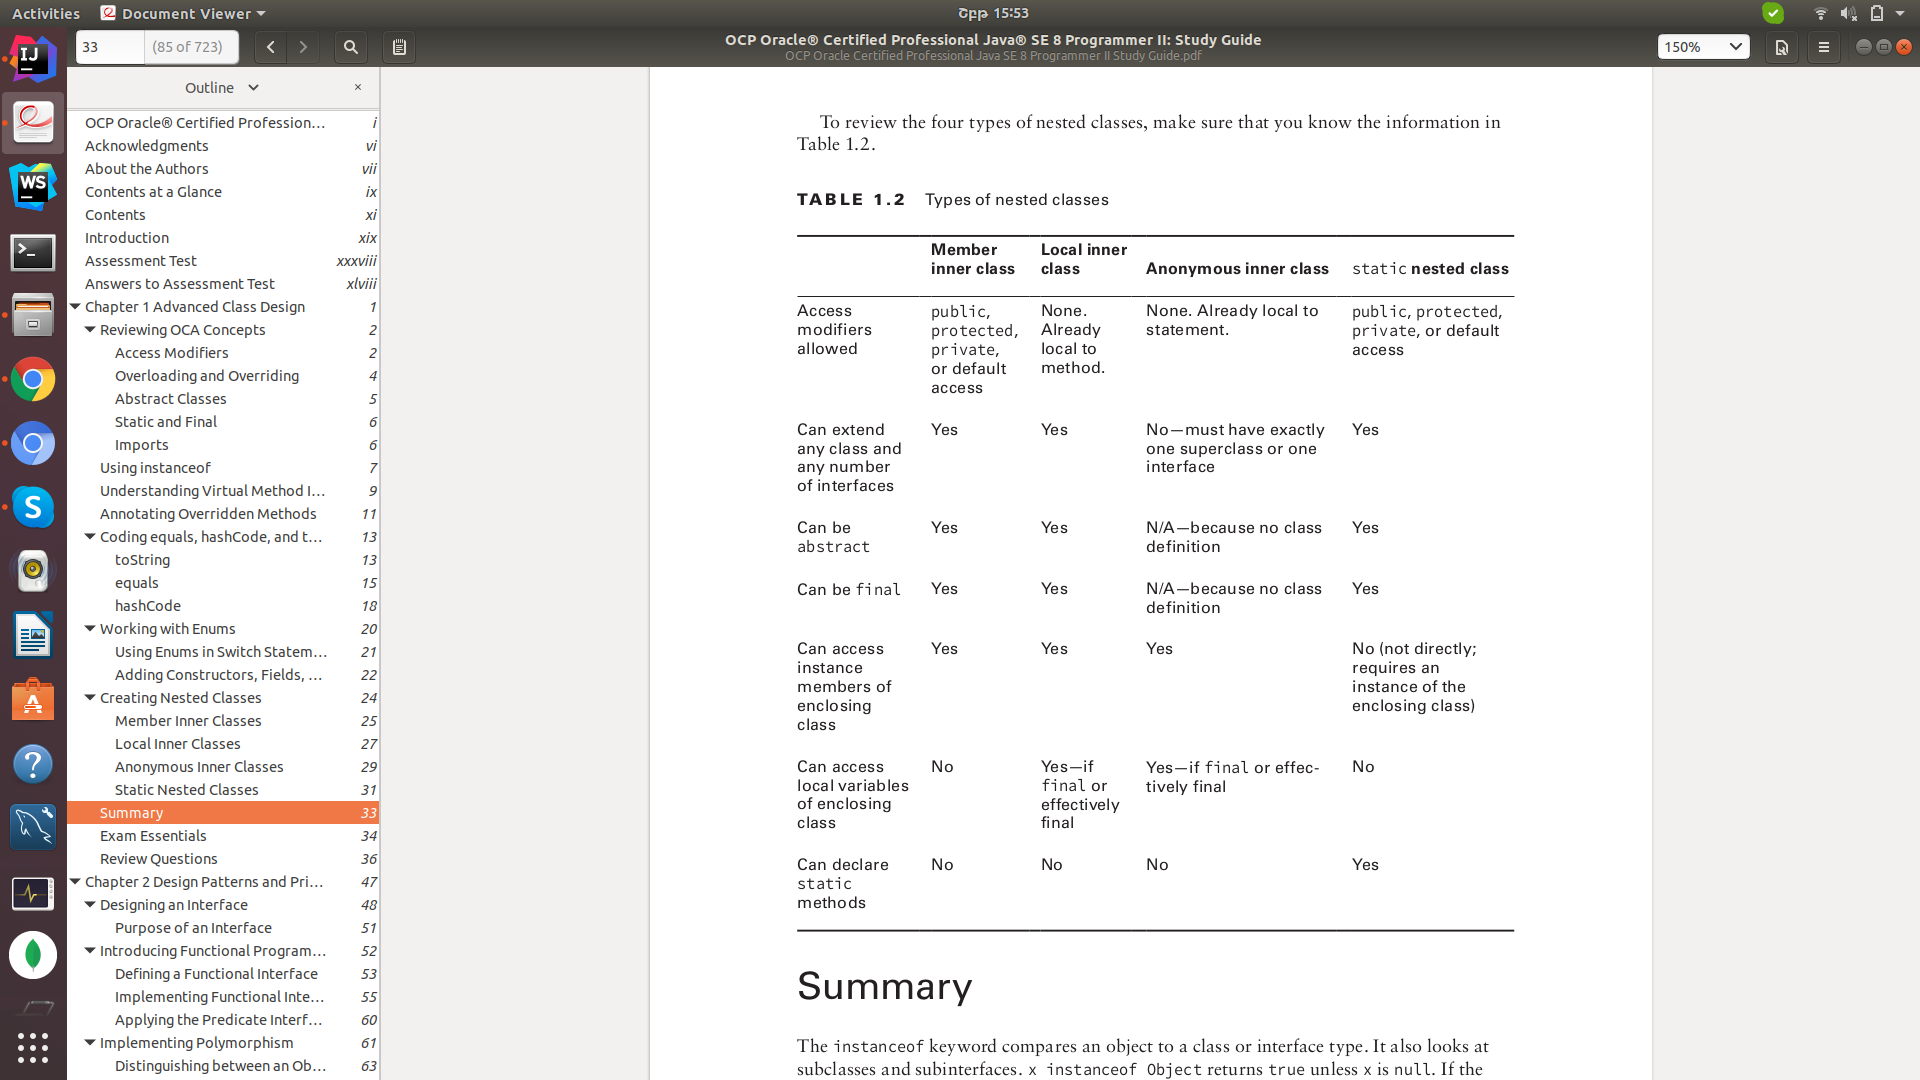 Activities
Document Viewer
Շրթ 15:53
33
(85 of 723)
OCP Oracle® Certified Professional Java® SE 8 Programmer II: Study Guide
OCP Oracle Certified Professional Java SE 8 Programmer II Study Guide.pdf
150%
Outline
OCP Oracle® Certified Profession… i
Acknowledgments vi
About the Authors vii
Contents at a Glance ix
Contents xi
Introduction xix
Assessment Test xxxviii
Answers to Assessment Test xlviii
Chapter 1 Advanced Class Design 1
Reviewing OCA Concepts 2
Access Modifiers 2
Overloading and Overriding 4
Abstract Classes 5
Static and Final 6
Imports 6
Using instanceof 7
Understanding Virtual Method I… 9
Annotating Overridden Methods 11
Coding equals, hashCode, and t… 13
toString 13
equals 15
hashCode 18
Working with Enums 20
Using Enums in Switch Statem… 21
Adding Constructors, Fields, … 22
Creating Nested Classes 24
Member Inner Classes 25
Local Inner Classes 27
Anonymous Inner Classes 29
Static Nested Classes 31
Summary 33
Exam Essentials 34
Review Questions 36
Chapter 2 Design Patterns and Pri… 47
Designing an Interface 48
Purpose of an Interface 51
Introducing Functional Program… 52
Defining a Functional Interface 53
Implementing Functional Inte… 55
Applying the Predicate Interf… 60
Implementing Polymorphism 61
Distinguishing between an Ob… 63
IJ
WS
S
To review the four types of nested classes, make sure that you know the information in
Table 1.2.
TABLE 1.2 Types of nested classes
Member
inner class
Local inner
class
Anonymous inner class
static nested class
Access
modifiers
allowed
public,
protected,
private,
or default
access
None.
Already
local to
method.
None. Already local to
statement.
public, protected,
private, or default
access
Can extend
any class and
any number
of interfaces
Yes
Yes
No—must have exactly
one superclass or one
interface
Yes
Can be
abstract
Yes
Yes
N/A—because no class
definition
Yes
Can be final
Yes
Yes
N/A—because no class
definition
Yes
Can access
instance
members of
enclosing
class
Yes
Yes
Yes
No (not directly;
requires an
instance of the
enclosing class)
Can access
local variables
of enclosing
class
No
Yes—if
final or
effectively
final
Yes—if final or effec-
tively final
No
Can declare
static
methods
No
No
No
Yes
Summary
The instanceof keyword compares an object to a class or interface type. It also looks at
subclasses and subinterfaces. x instanceof Object returns true unless x is null. If the